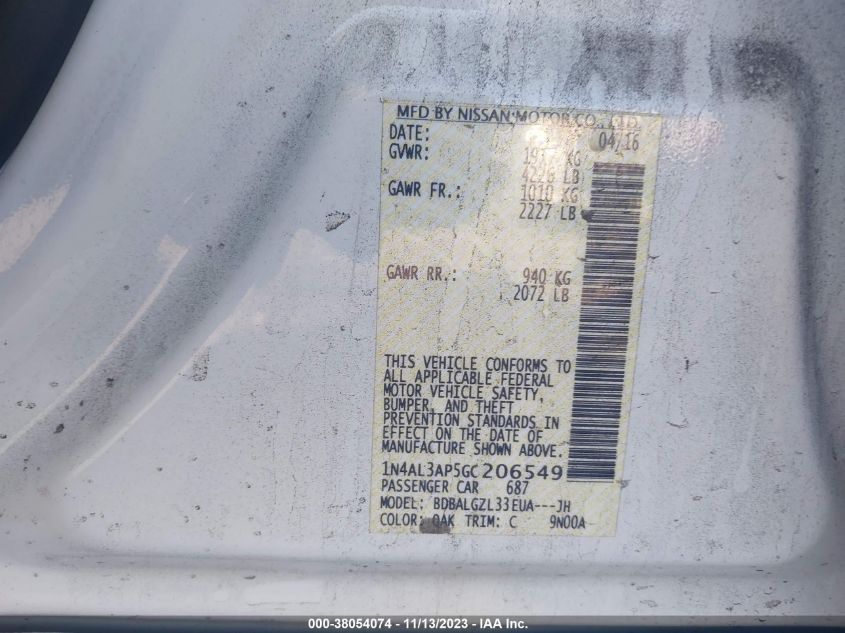 MFD BY NISSAN MOTOR CO., LTD.
DATE: 04/16
GVWR: KG
4226 LB
GAWR FR.: 1010 KG
2227 LB
GAWR RR.: 940 KG
2072 LB
THIS VEHICLE CONFORMS TO
ALL APPLICABLE FEDERAL
MOTOR VEHICLE SAFETY,
BUMPER, AND THEFT
PREVENTION STANDARDS IN
EFFECT ON THE DATE OF
MANUFACTURE SHOWN ABOVE.
1N4AL3AP5GC206549
PASSENGER CAR 687
MODEL: BDBALGZL33EUA---JH
COLOR: QAK TRIM: C 9N00A
000-38054074 - 11/13/2023 - IAA Inc.